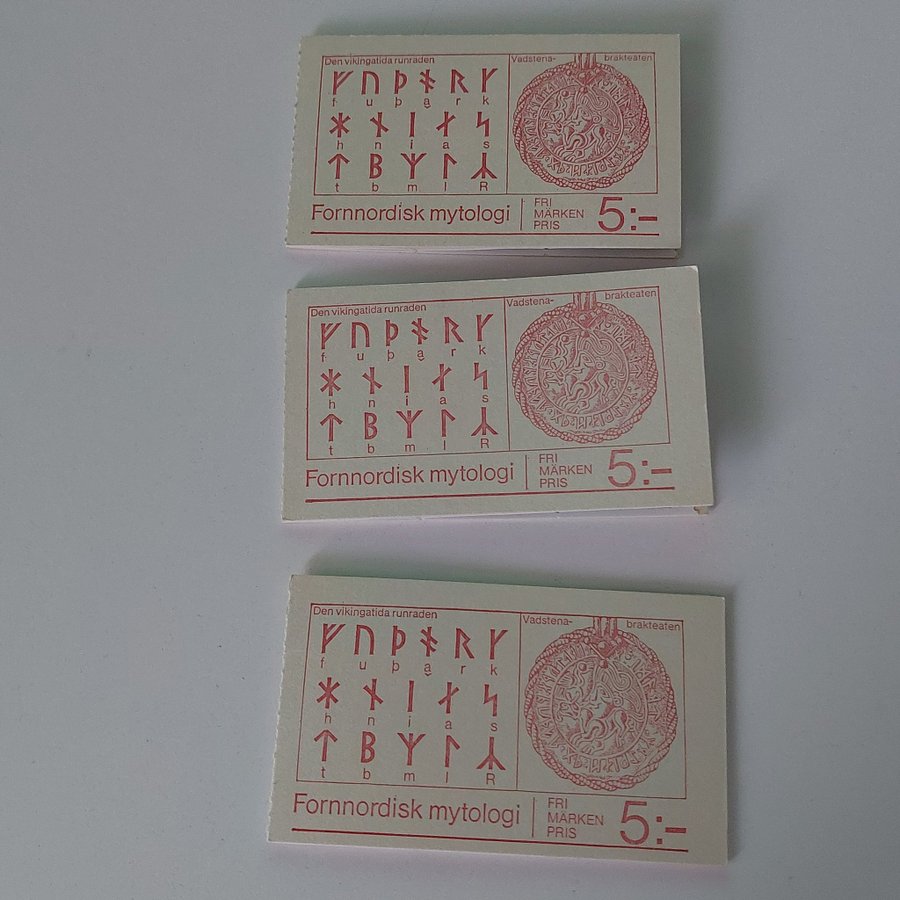 Den vikingatida runraden
ᚠ ᚢ ᚦ ᚬ ᚱ ᚴ
f u þ ą r k
ᚼ ᚾ ᛁ ᛅ ᛋ
h n i a s
ᛏ ᛒ ᛘ ᛚ ᛦ
t b m l R
Vadstena- brakteaten
Fornnordisk mytologi
FRI
MÄRKEN
PRIS
5:-
Den vikingatida runraden
ᚠ ᚢ ᚦ ᚬ ᚱ ᚴ
f u þ ą r k
ᚼ ᚾ ᛁ ᛅ ᛋ
h n i a s
ᛏ ᛒ ᛘ ᛚ ᛦ
t b m l R
Vadstena- brakteaten
Fornnordisk mytologi
FRI
MÄRKEN
PRIS
5:-
Den vikingatida runraden
ᚠ ᚢ ᚦ ᚬ ᚱ ᚴ
f u þ ą r k
ᚼ ᚾ ᛁ ᛅ ᛋ
h n i a s
ᛏ ᛒ ᛘ ᛚ ᛦ
t b m l R
Vadstena- brakteaten
Fornnordisk mytologi
FRI
MÄRKEN
PRIS
5:-